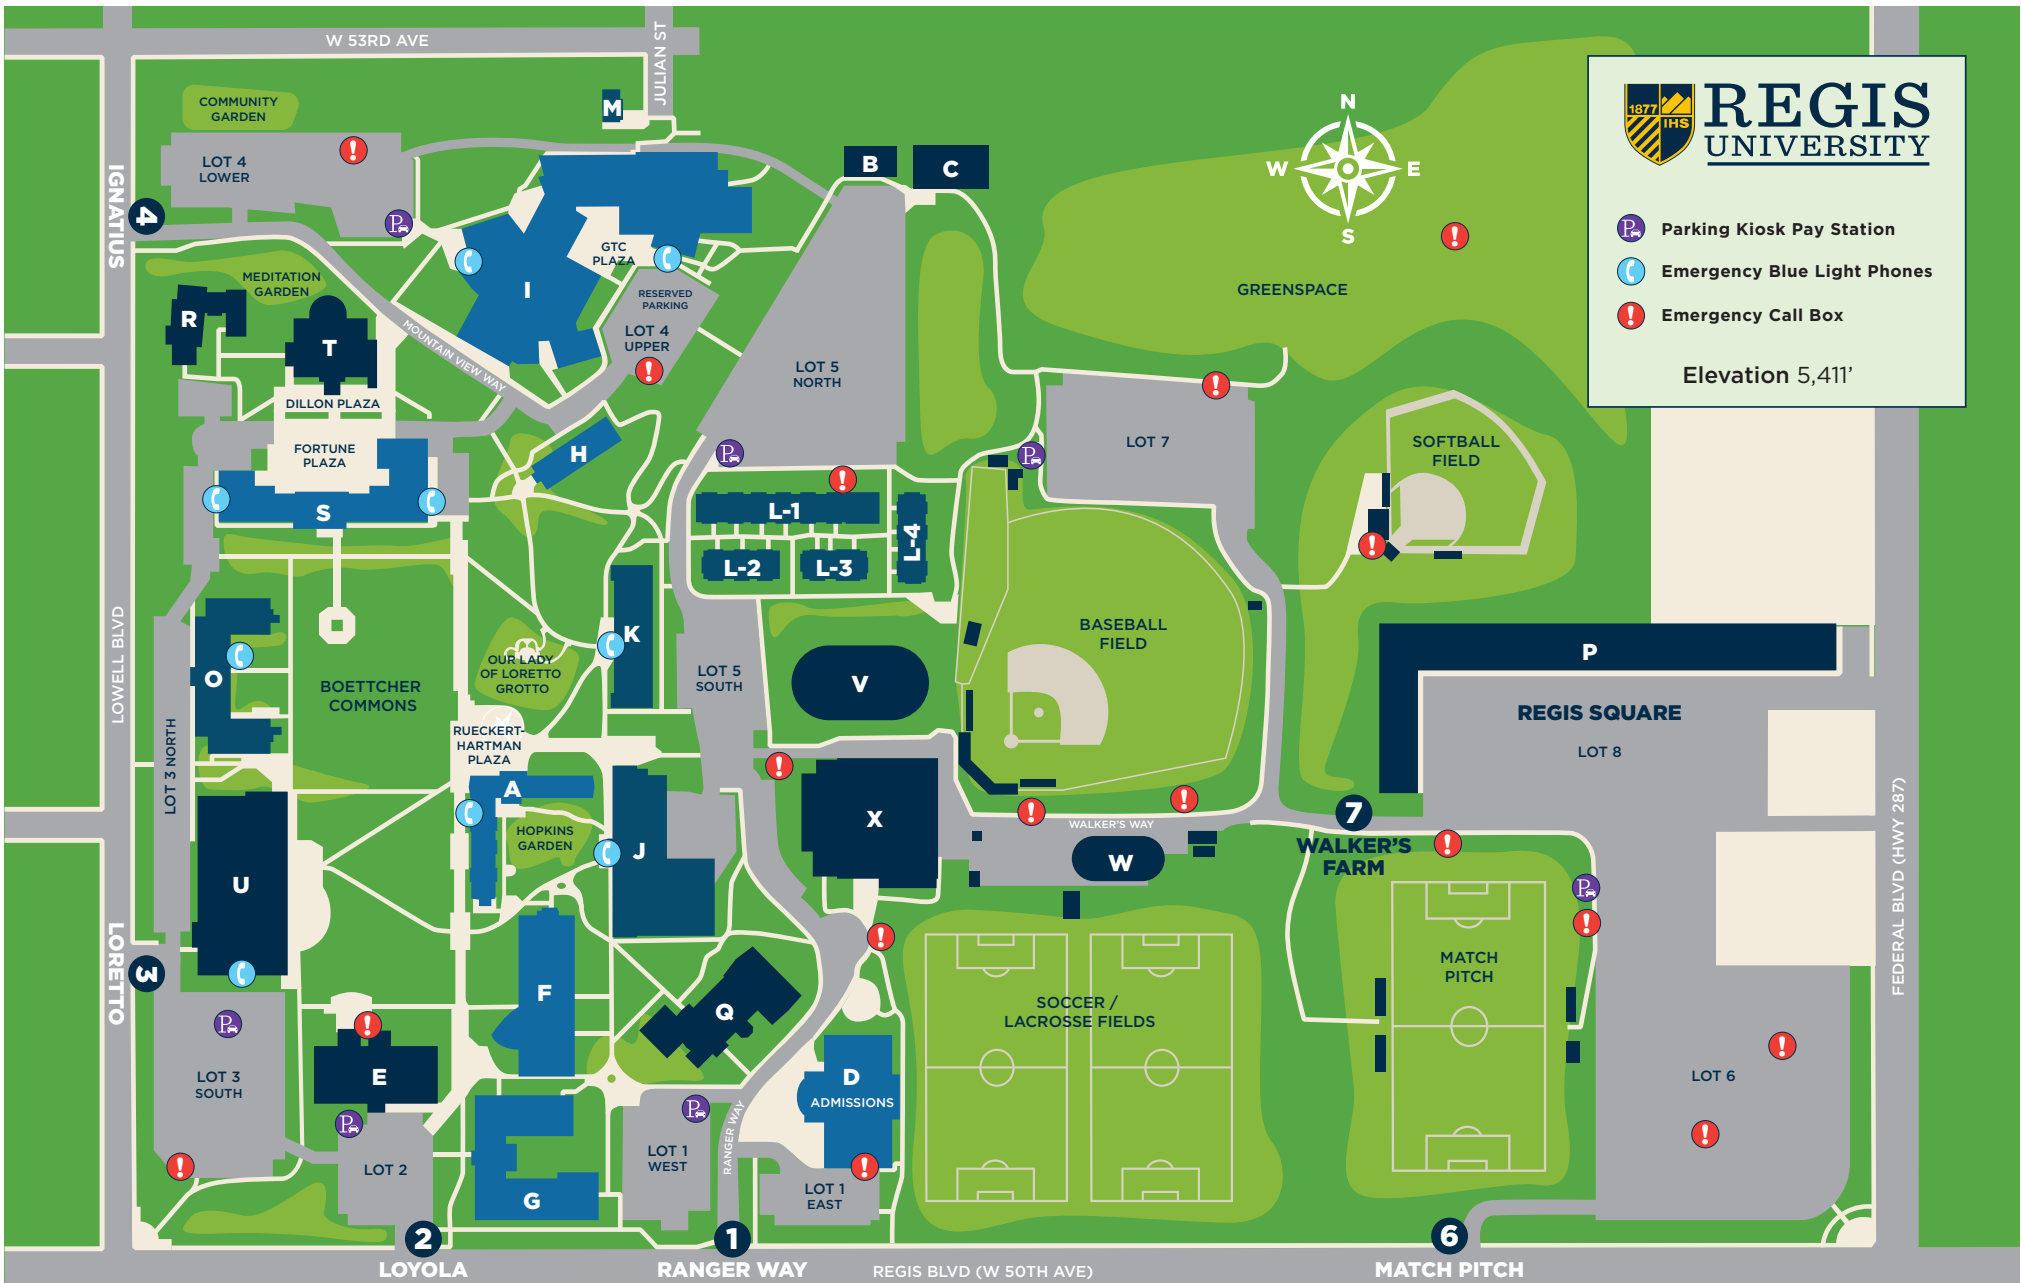 W 53RD AVE
JULIAN ST
COMMUNITY
GARDEN
M
LOT 4
LOWER
B
C
N
W
E
S
1877
IHS
REGIS
UNIVERSITY
P
Parking Kiosk Pay Station
Emergency Blue Light Phones
!
Emergency Call Box
Elevation 5,411'
IGNATIUS
4
MEDITATION
GARDEN
GTC
PLAZA
I
RESERVED
PARKING
LOT 4
UPPER
GREENSPACE
R
T
MOUNTAIN VIEW WAY
LOT 5
NORTH
DILLON PLAZA
FORTUNE
PLAZA
H
LOT 7
SOFTBALL
FIELD
S
L-1
L-2
L-3
L-4
LOWELL BLVD
O
K
BOETTCHER
COMMONS
OUR LADY
OF LORETTO
GROTTO
LOT 5
SOUTH
V
BASEBALL
FIELD
P
REGIS SQUARE
LOT 8
LOT 3 NORTH
RUECKERT-
HARTMAN
PLAZA
A
HOPKINS
GARDEN
J
X
WALKER'S WAY
W
7
WALKER'S
FARM
FEDERAL BLVD (HWY 287)
U
LORETTO
3
F
Q
SOCCER /
LACROSSE FIELDS
MATCH
PITCH
LOT 3
SOUTH
E
D
ADMISSIONS
LOT 6
LOT 2
G
LOT 1
WEST
RANGER WAY
LOT 1
EAST
2
LOYOLA
1
RANGER WAY
REGIS BLVD (W 50TH AVE)
6
MATCH PITCH